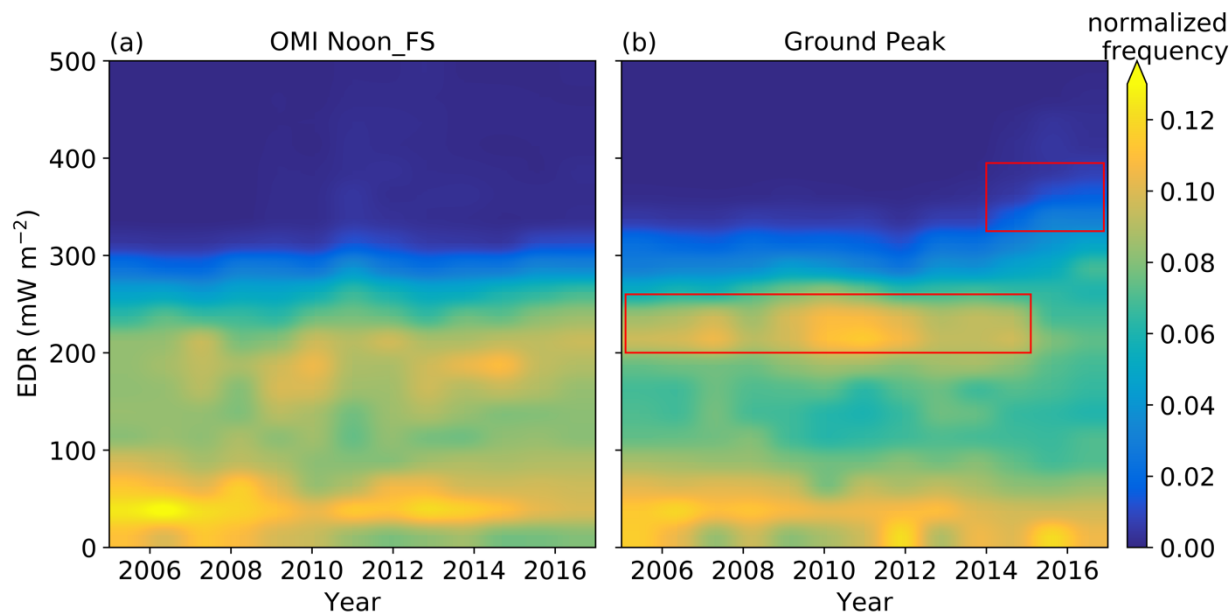 (a) OMI Noon_FS
(b) Ground Peak
normalized
frequency
500
400
300
200
100
0
EDR (mW m⁻²)
2006 2008 2010 2012 2014 2016
Year
2006 2008 2010 2012 2014 2016
Year
0.12
0.10
0.08
0.06
0.04
0.02
0.00